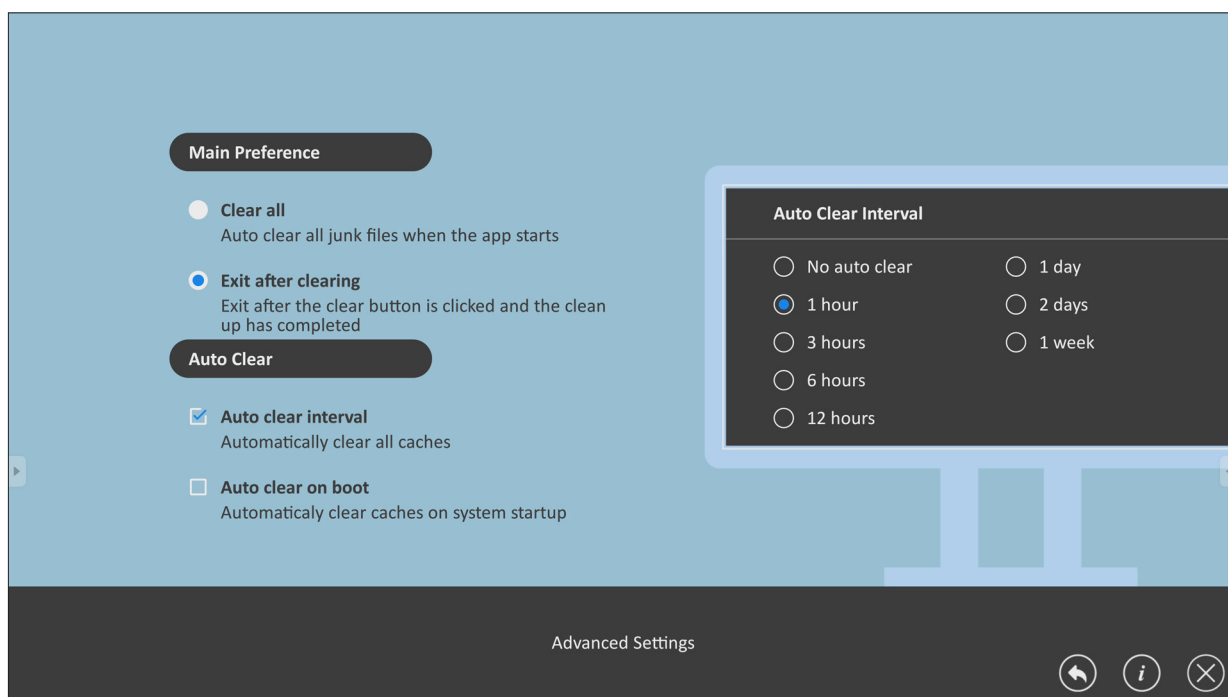 Main Preference
Clear all
Auto clear all junk files when the app starts
Exit after clearing
Exit after the clear button is clicked and the clean
up has completed
Auto Clear
Auto clear interval
Automatically clear all caches
Auto clear on boot
Automaticaly clear caches on system startup
Auto Clear Interval
No auto clear
1 hour
3 hours
6 hours
12 hours
1 day
2 days
1 week
Advanced Settings
i